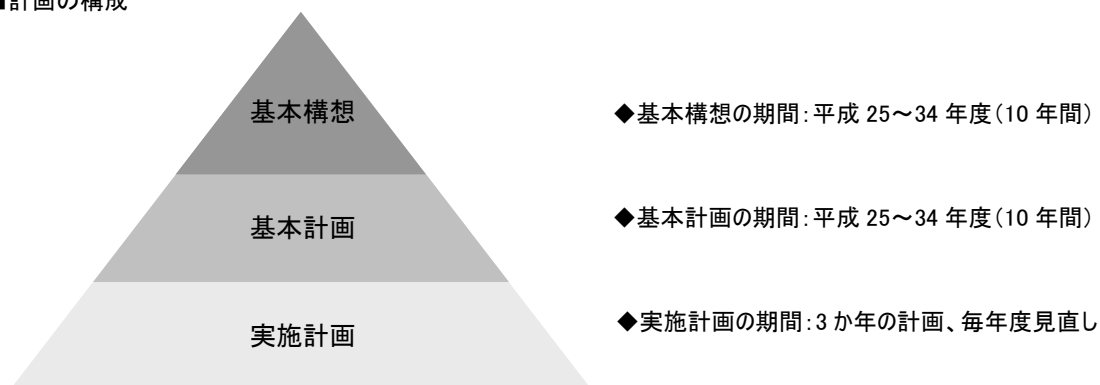 ■計画の構成
基本構想
◆基本構想の期間：平成 25～34 年度（10 年間）
基本計画
◆基本計画の期間：平成 25～34 年度（10 年間）
実施計画
◆実施計画の期間：3 か年の計画、毎年度見直し